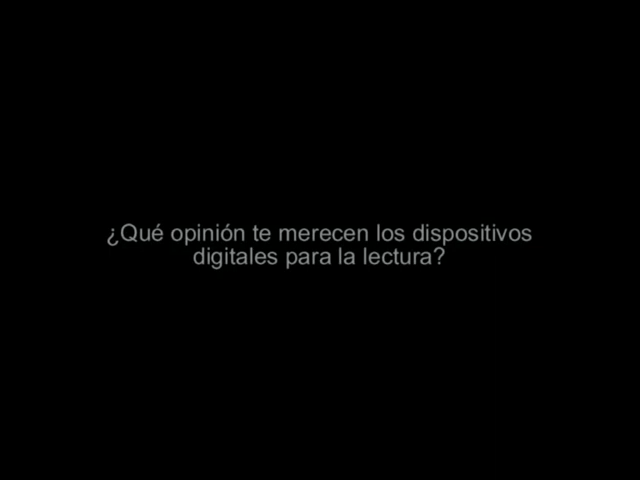 ¿Qué opinión te merecen los dispositivos
digitales para la lectura?